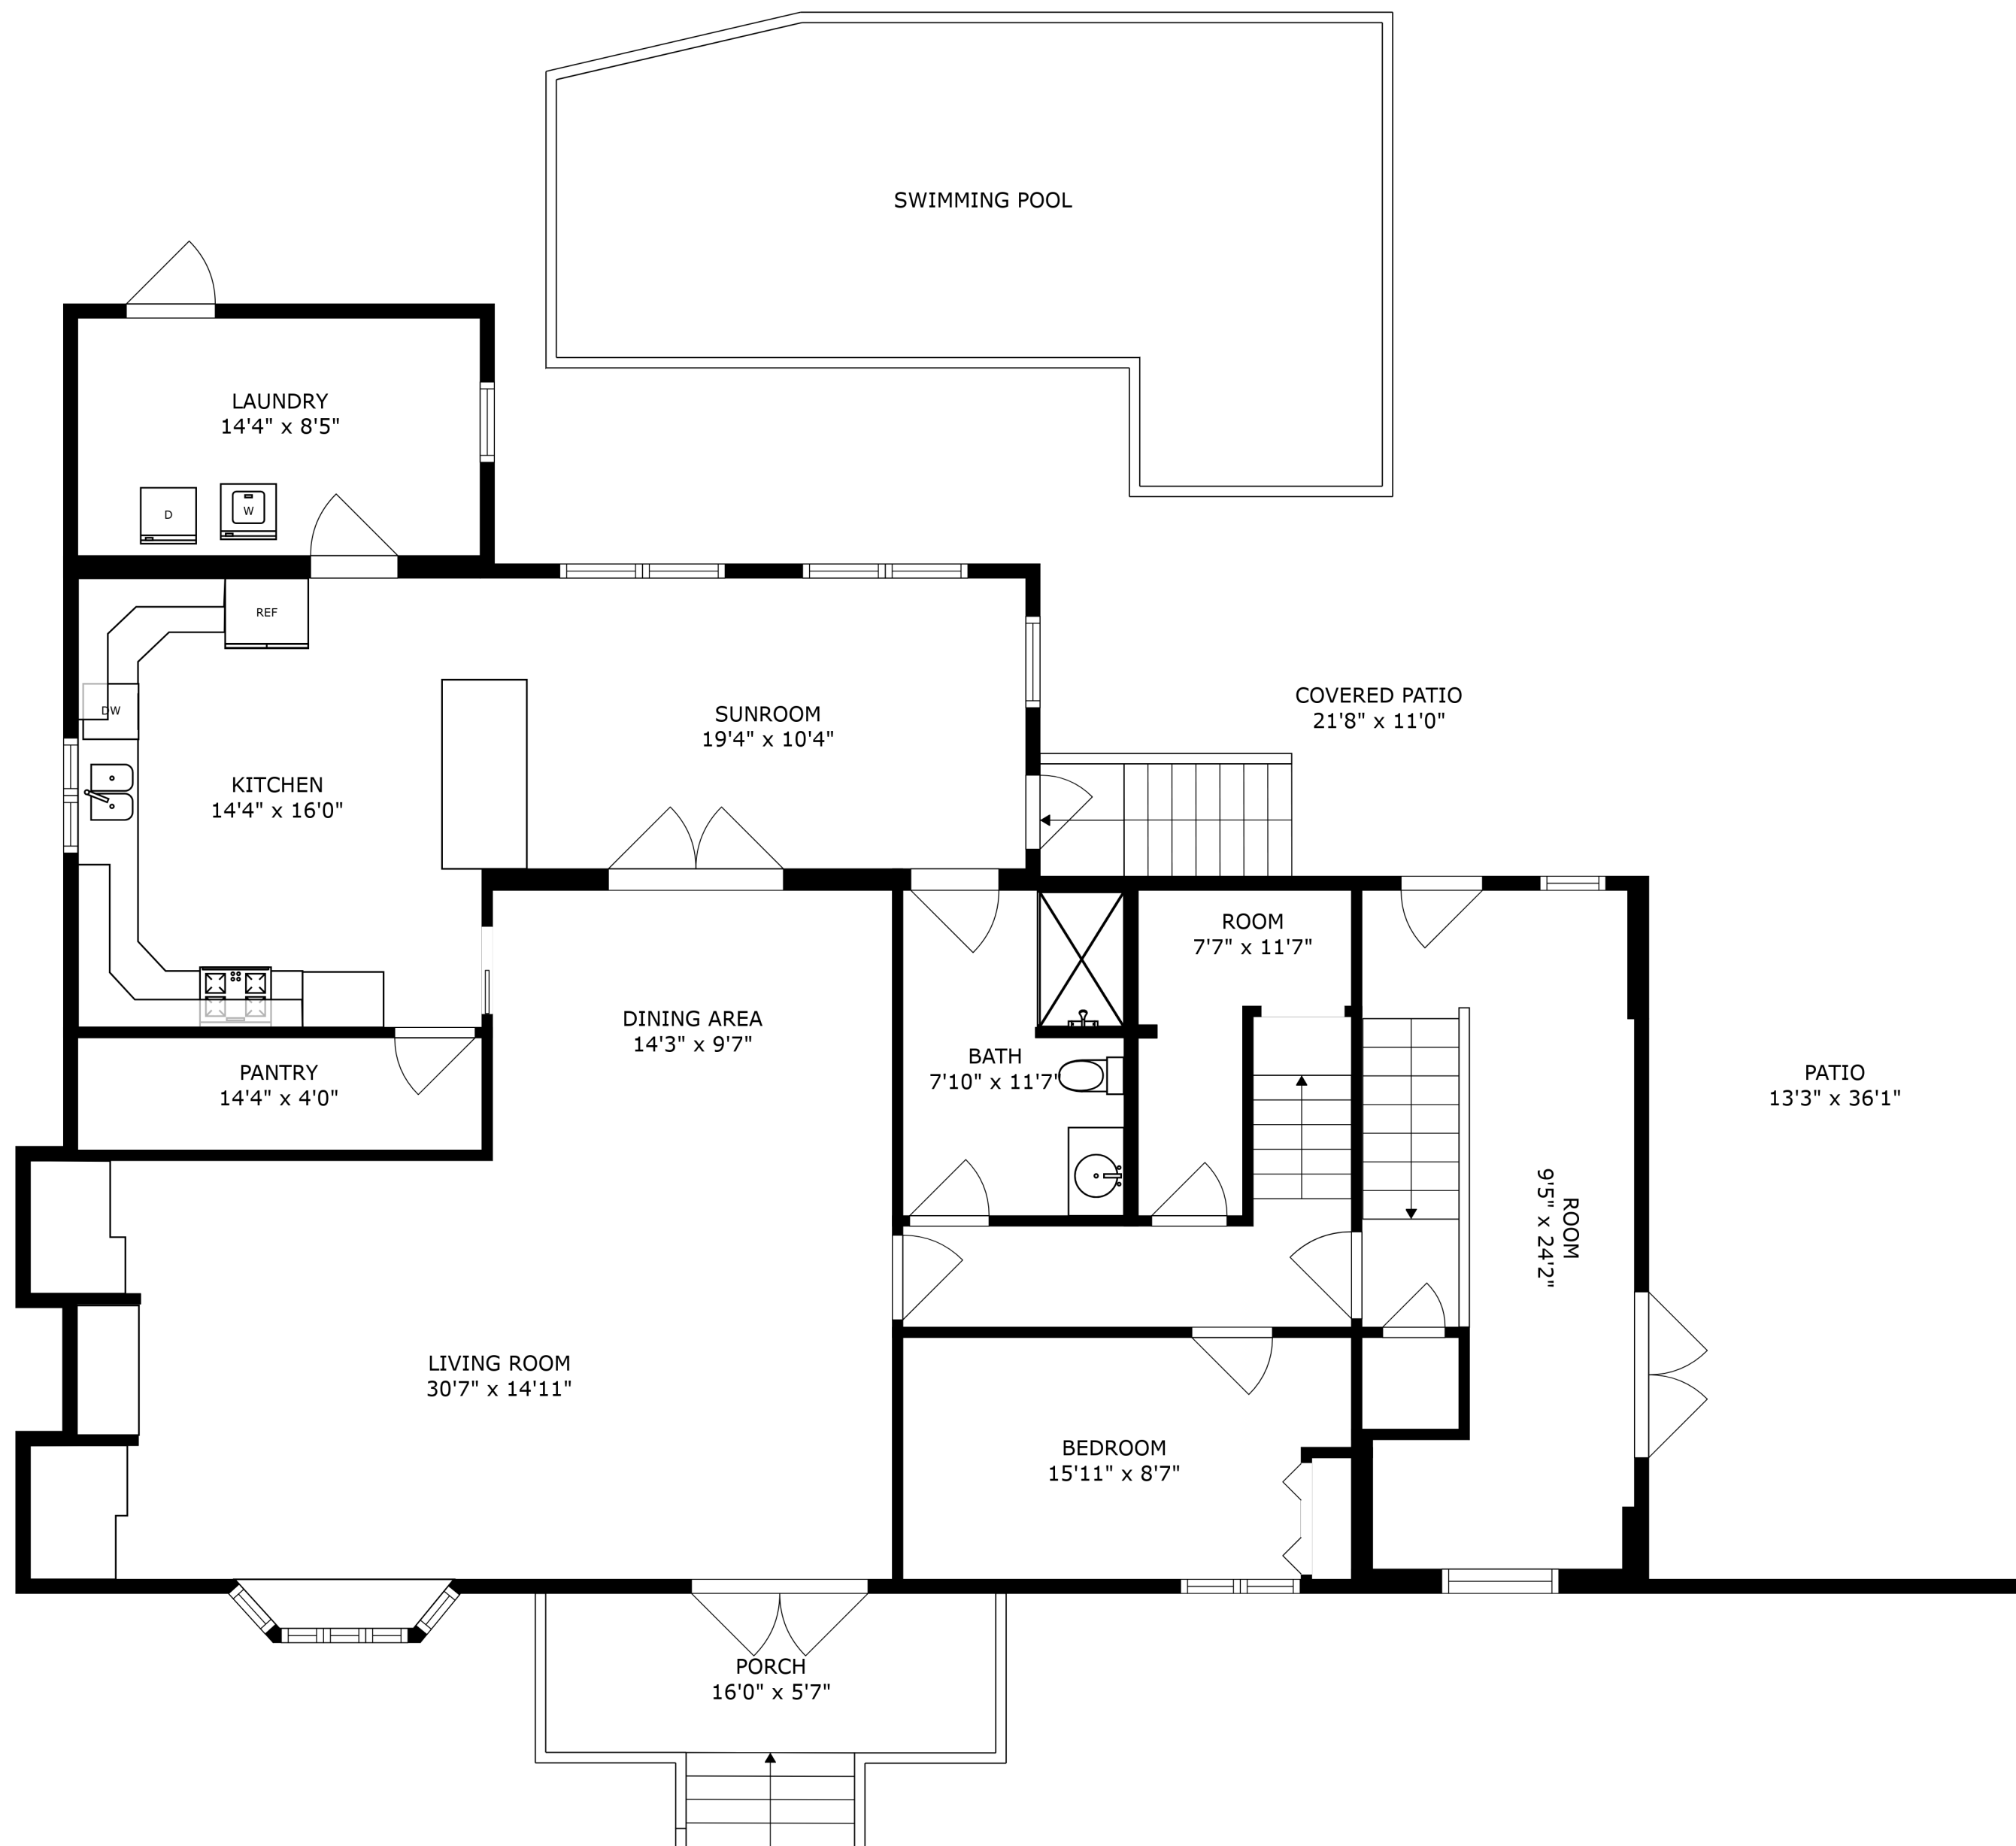 SWIMMING POOL
LAUNDRY
14'4" x 8'5"
D
W
REF
DW
KITCHEN
14'4" x 16'0"
SUNROOM
19'4" x 10'4"
COVERED PATIO
21'8" x 11'0"
ROOM
7'7" x 11'7"
DINING AREA
14'3" x 9'7"
BATH
7'10" x 11'7"
PANTRY
14'4" x 4'0"
PATIO
13'3" x 36'1"
ROOM
9'5" x 24'2"
LIVING ROOM
30'7" x 14'11"
BEDROOM
15'11" x 8'7"
PORCH
16'0" x 5'7"